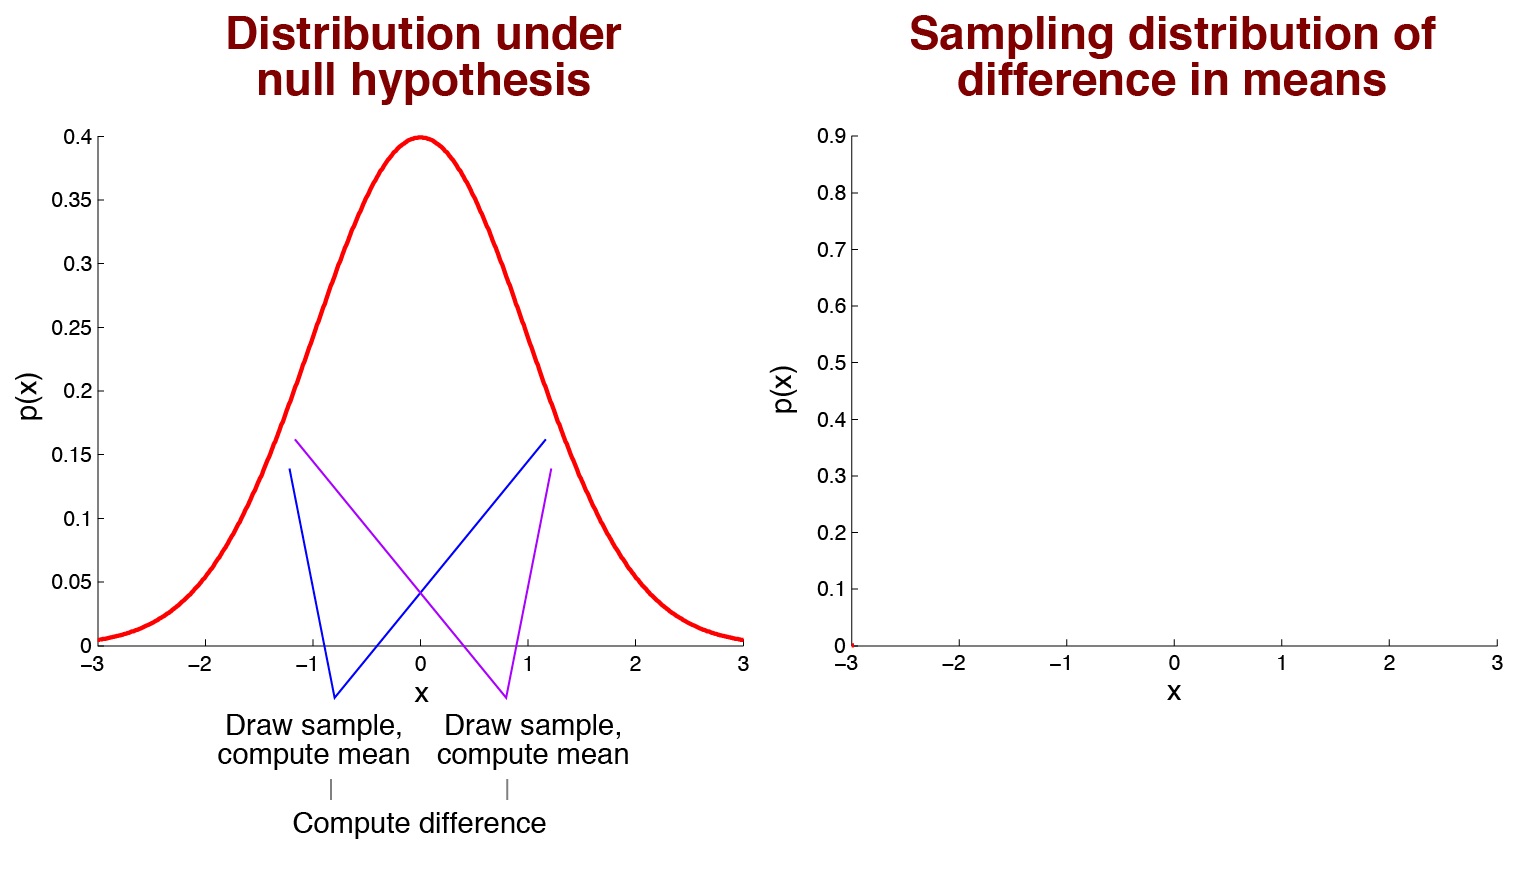 Distribution under
null hypothesis
0.4
0.35
0.3
0.25
0.2
0.15
0.1
0.05
0
p(x)
−3 −2 −1 0 1 2 3
x
Draw sample,
compute mean
Draw sample,
compute mean
Compute difference
Sampling distribution of
difference in means
0.9
0.8
0.7
0.6
0.5
0.4
0.3
0.2
0.1
0
p(x)
−3 −2 −1 0 1 2 3
x